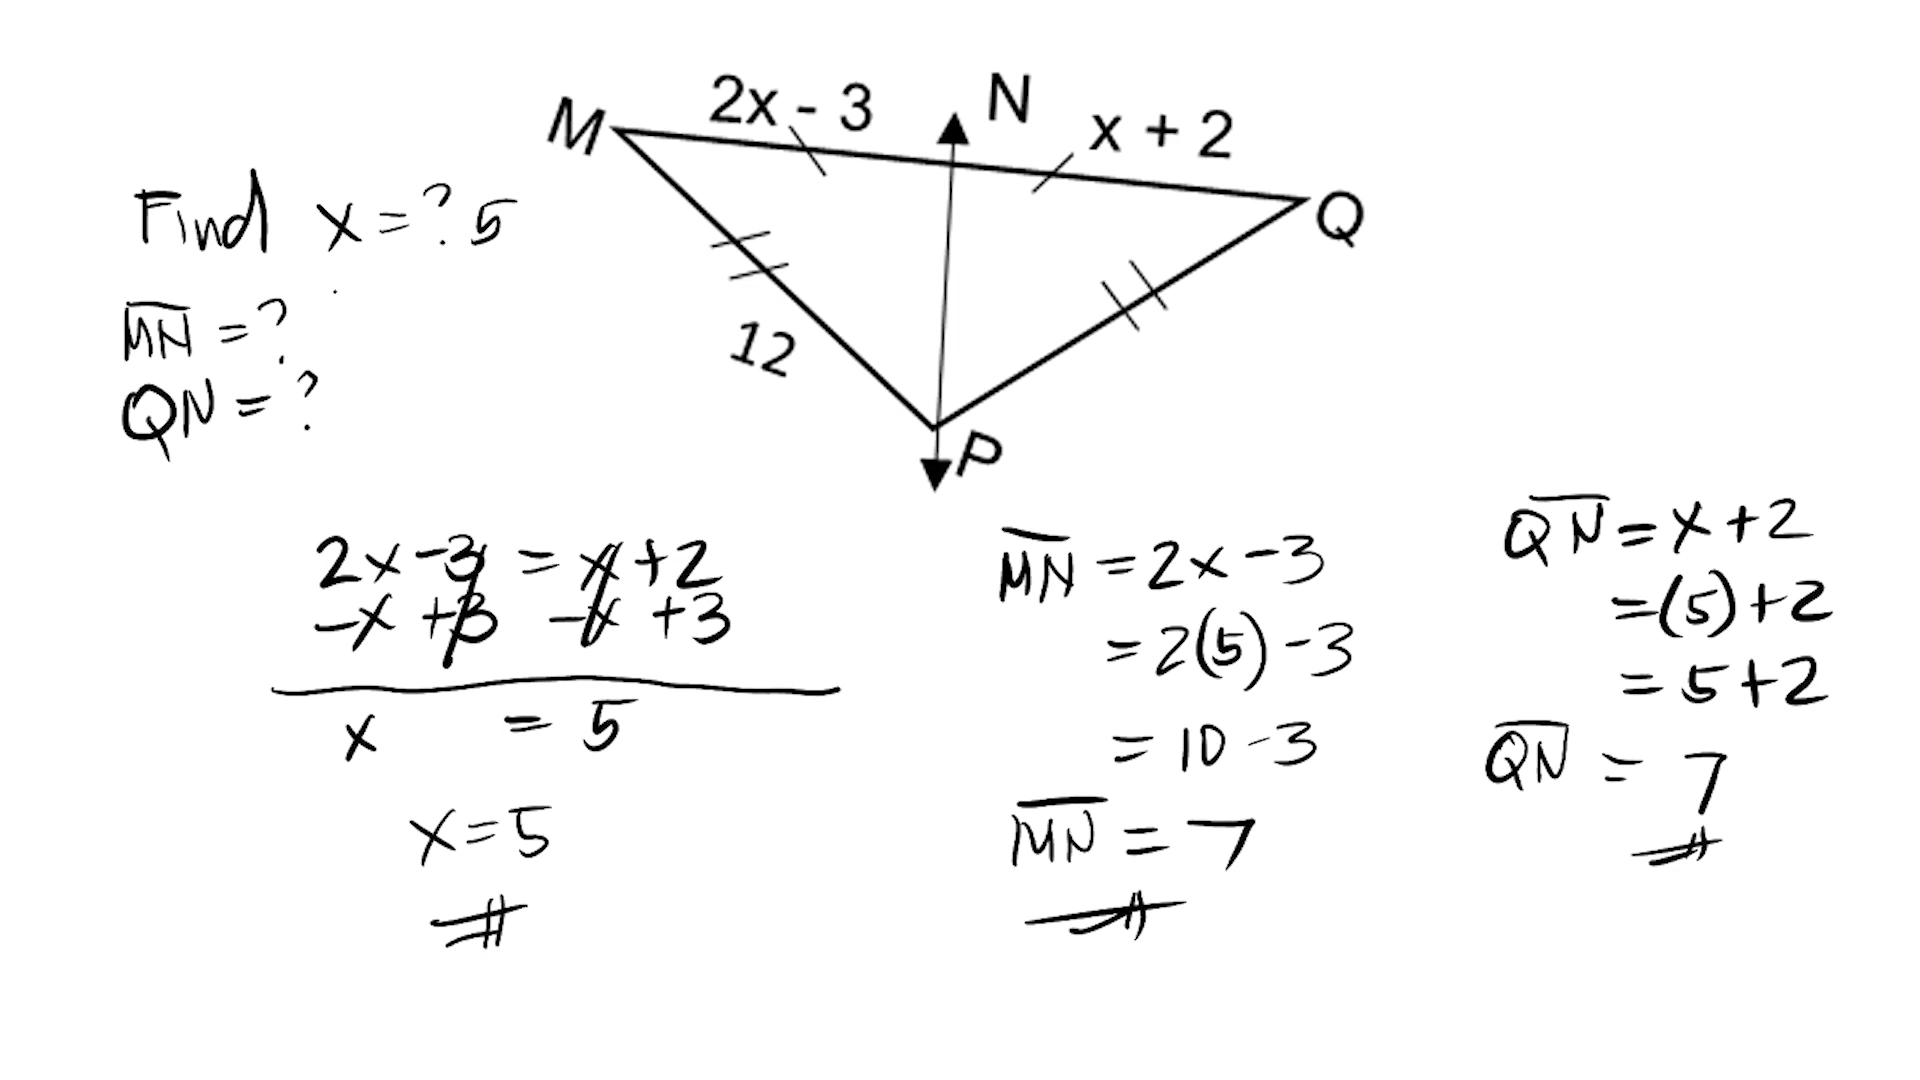 M
2x - 3
N
x + 2
Q
12
P
Find x = ? 5
MN = ?
QN = ?
2x - 3 = x + 2
-x + 3 -x + 3
x = 5
x = 5
MN = 2x - 3
= 2(5) - 3
= 10 - 3
MN = 7
QN = x + 2
= (5) + 2
= 5 + 2
QN = 7